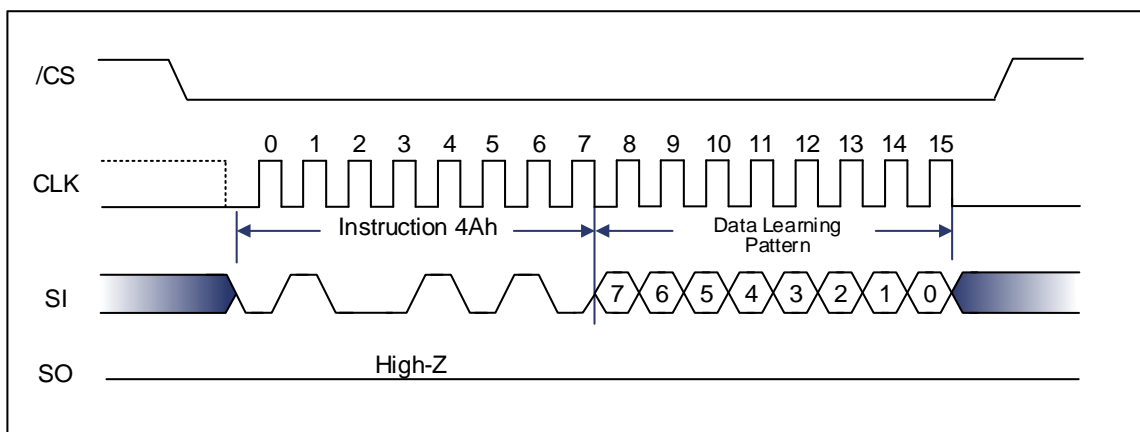 /CS
0 1 2 3 4 5 6 7 8 9 10 11 12 13 14 15
CLK
Instruction 4Ah
Data Learning
Pattern
SI
7 6 5 4 3 2 1 0
High-Z
SO